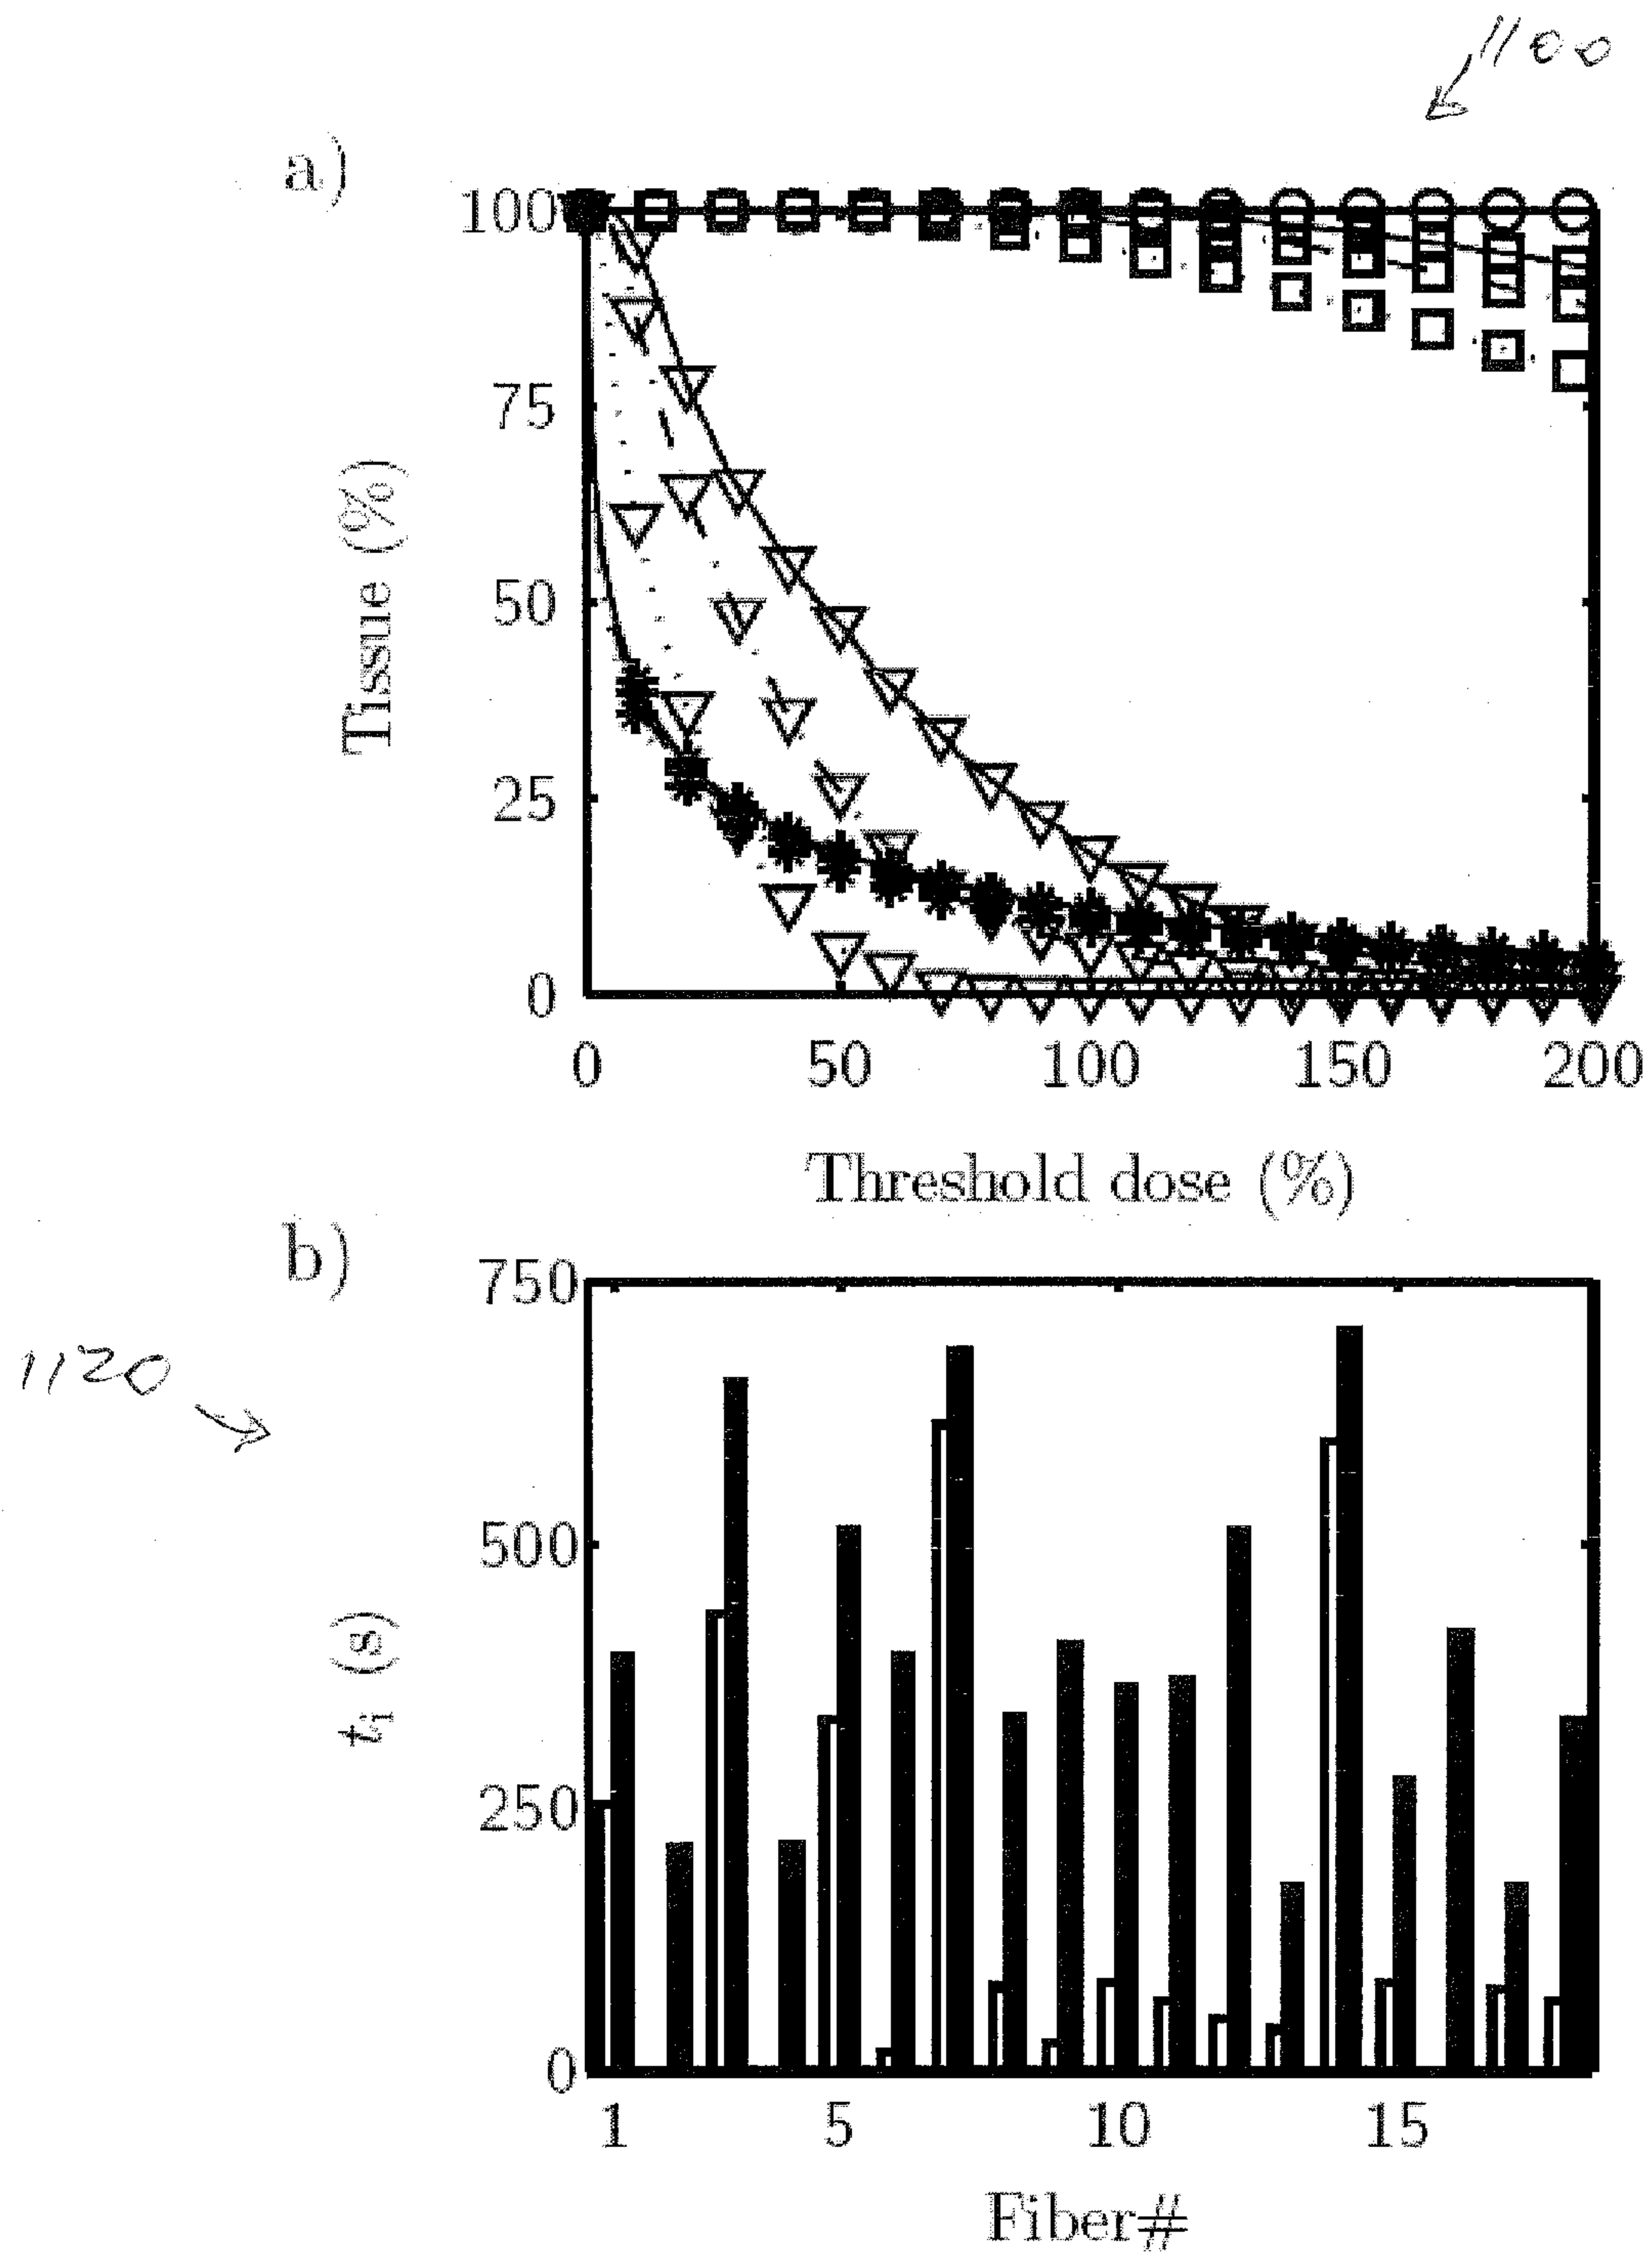 1100
a)
100
75
50
25
0
Tissue (%)
0 50 100 150 200
Threshold dose (%)
b)
1120
750
500
250
0
t_i (s)
1 5 10 15
Fiber#